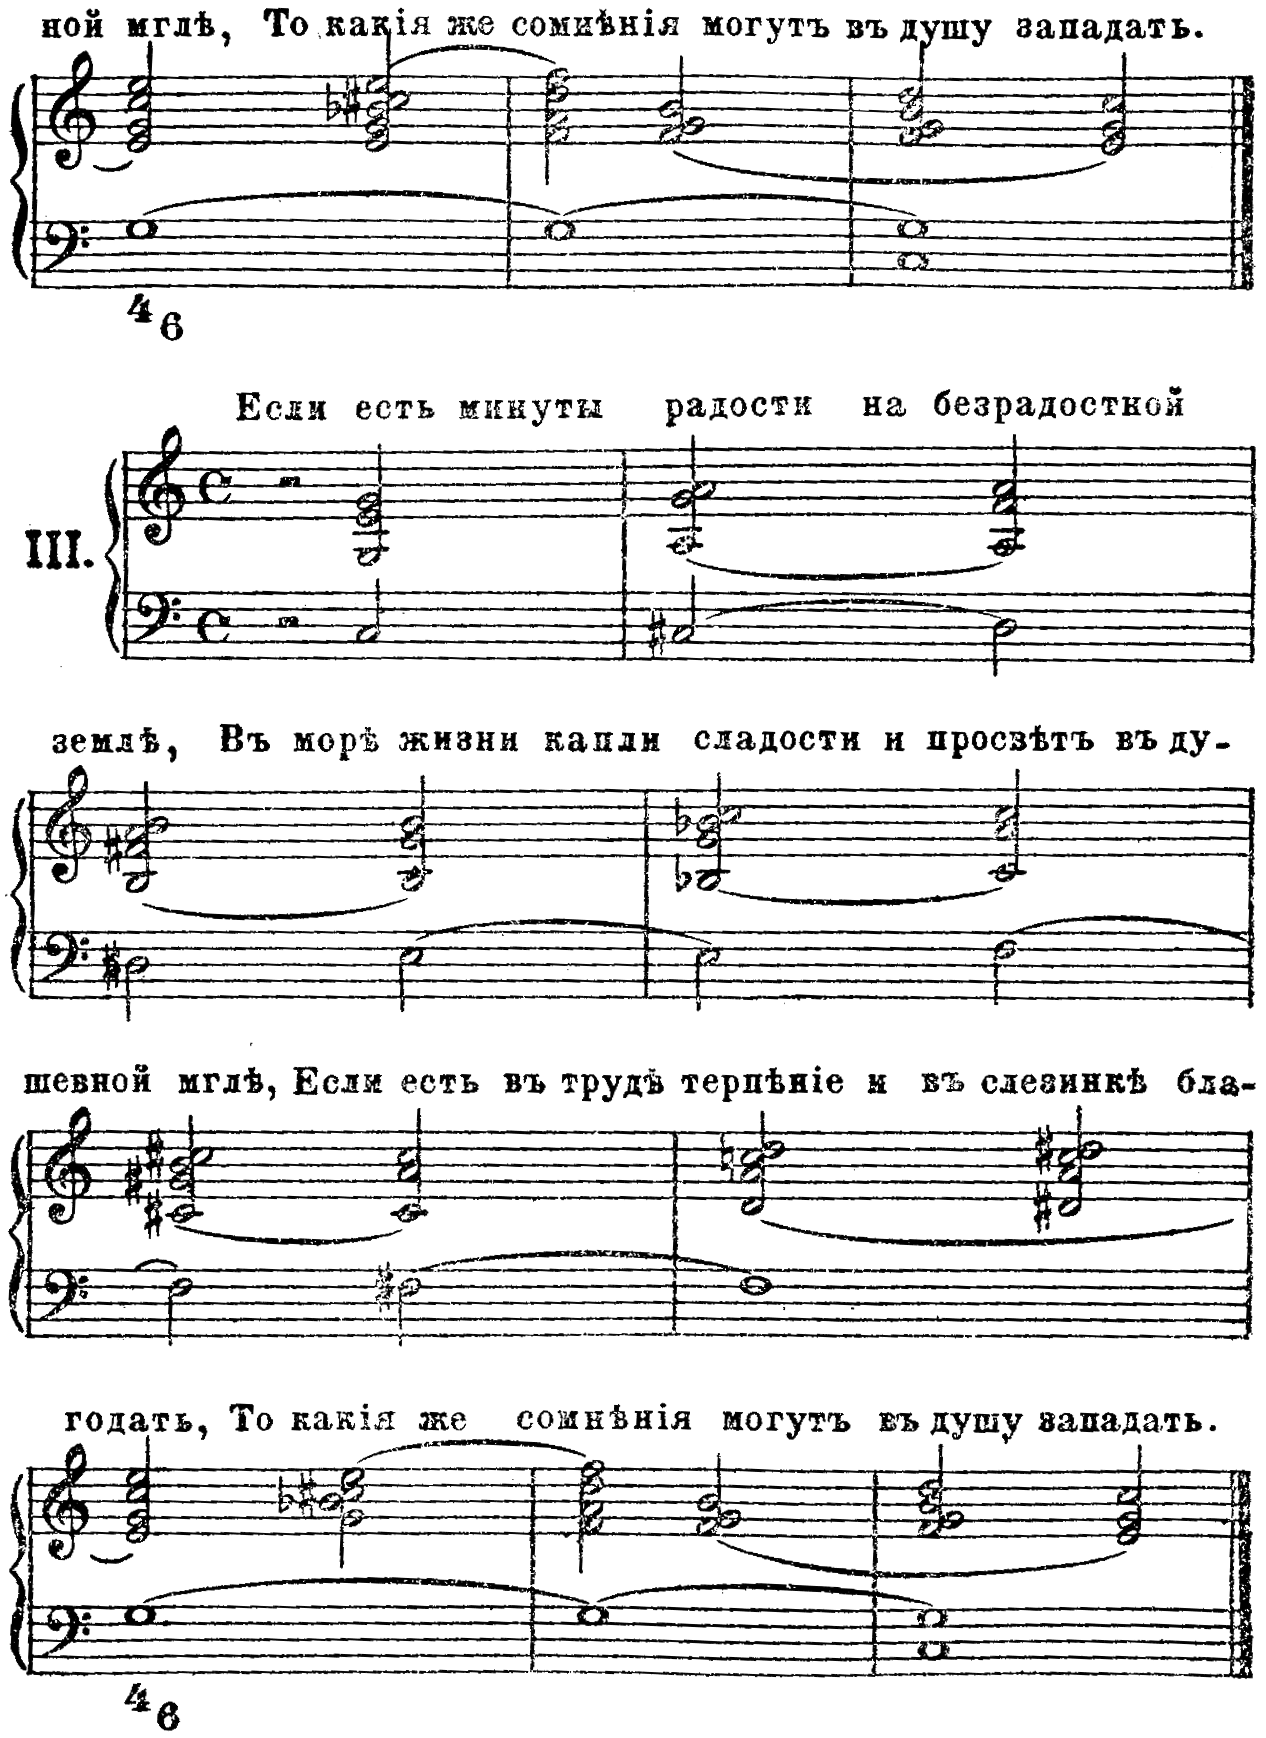 ной мглѣ, То какія же сомнѣнія могутъ въ душу западать.
4 6
Если есть минуты радости на безрадостной
III.
землѣ, Въ морѣ жизни капли сладости и просвѣтъ въ ду-
шевной мглѣ, Если есть въ трудѣ терпѣніе и въ слезинкѣ бла-
годать, То какія же сомнѣнія могутъ въ душу западать.
4 6